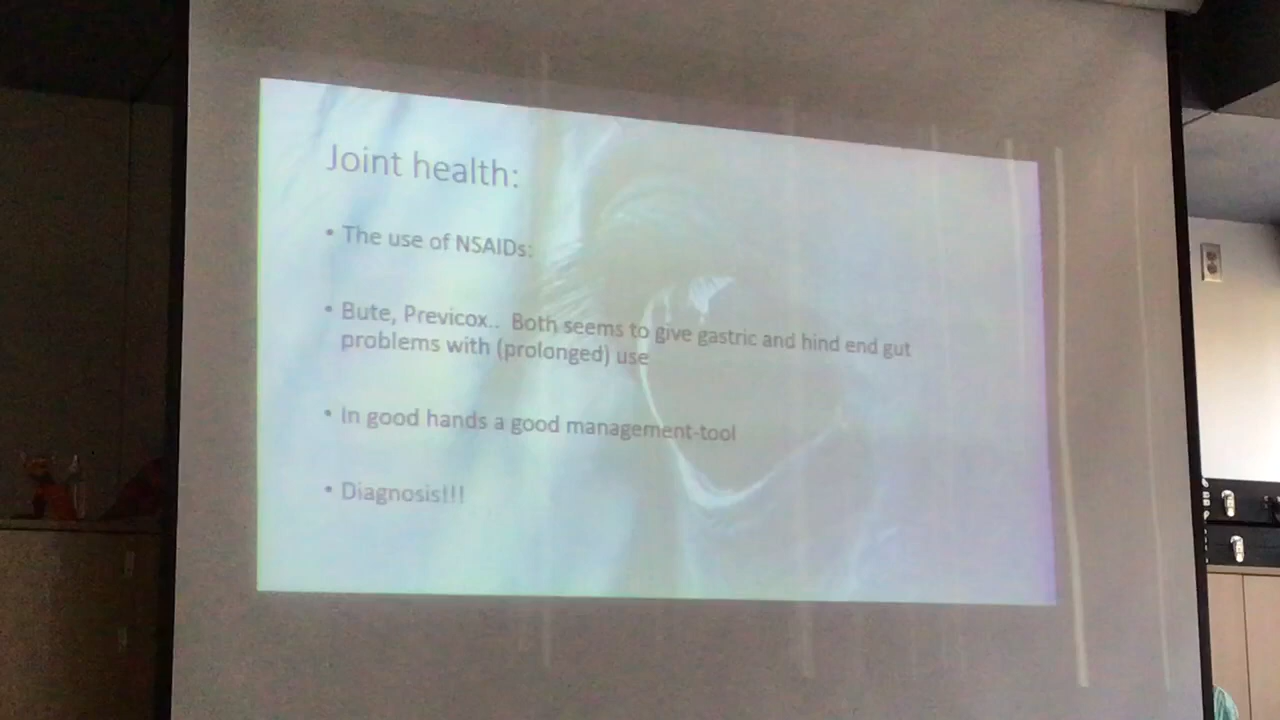 Joint health:
• The use of NSAIDs:
• Bute, Previcox.. Both seems to give gastric and hind end gut
problems with (prolonged) use
• In good hands a good management-tool
• Diagnosis!!!